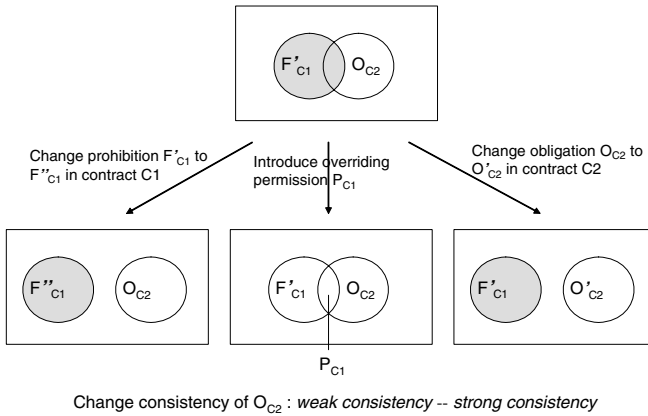 F'C1 OC2
Change prohibition F'C1 to
F''C1 in contract C1
Introduce overriding
permission PC1
Change obligation OC2 to
O'C2 in contract C2
F''C1 OC2
F'C1 OC2
F'C1 O'C2
PC1
Change consistency of OC2 : weak consistency -- strong consistency